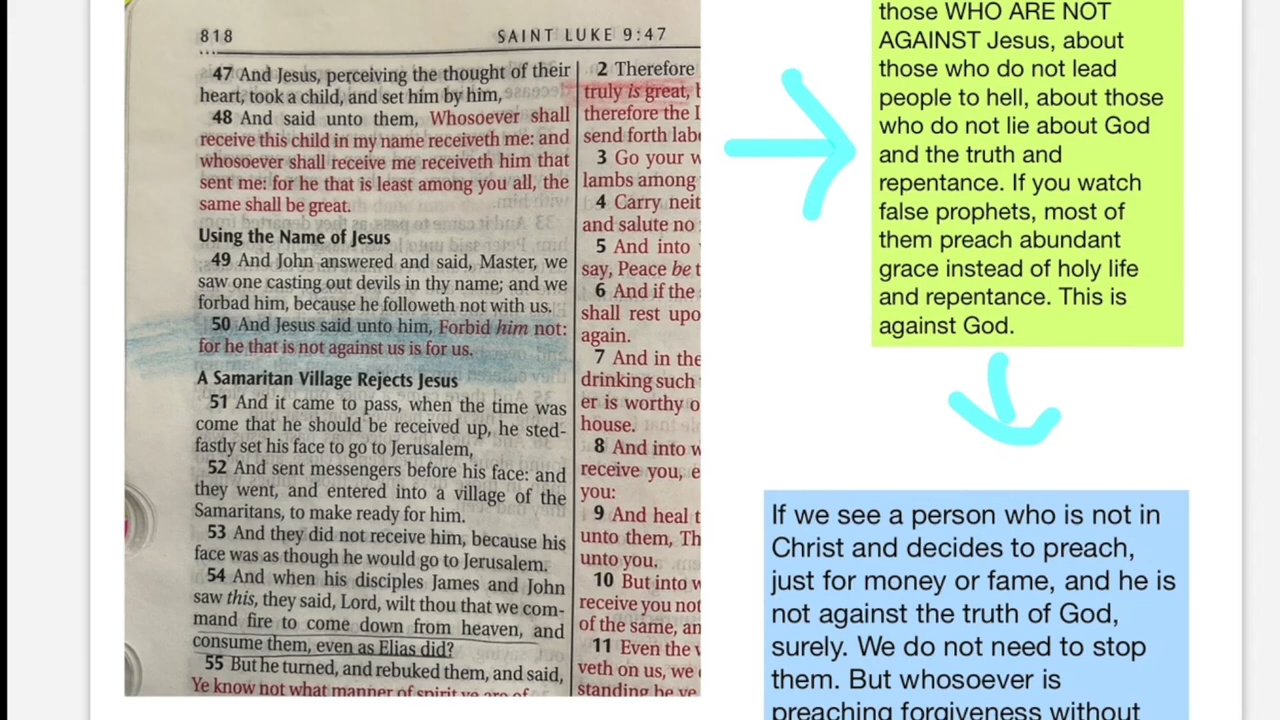 818
SAINT LUKE 9:47
47 And Jesus, perceiving the thought of their
heart, took a child, and set him by him,
48 And said unto them, Whosoever shall
receive this child in my name receiveth me: and
whosoever shall receive me receiveth him that
sent me: for he that is least among you all, the
same shall be great.
Using the Name of Jesus
49 And John answered and said, Master, we
saw one casting out devils in thy name; and we
forbad him, because he followeth not with us.
50 And Jesus said unto him, Forbid him not:
for he that is not against us is for us.
A Samaritan Village Rejects Jesus
51 And it came to pass, when the time was
come that he should be received up, he sted-
fastly set his face to go to Jerusalem,
52 And sent messengers before his face: and
they went, and entered into a village of the
Samaritans, to make ready for him.
53 And they did not receive him, because his
face was as though he would go to Jerusalem.
54 And when his disciples James and John
saw this, they said, Lord, wilt thou that we com-
mand fire to come down from heaven, and
consume them, even as Elias did?
55 But he turned, and rebuked them, and said,
Ye know not what manner of spirit ye are of
2 Therefore
truly is great,
therefore the
send forth
3 Go your
lambs among
4 Carry
and salute no
5 And into
say, Peace be
6 And if the
shall rest
again.
7 And in the
drinking such
er is worthy
house.
8 And into
receive you,
you:
9 And heal
unto them,
unto you.
10 But into
receive you not
of the same,
11 Even the
veth on us, we
standing
those WHO ARE NOT
AGAINST Jesus, about
those who do not lead
people to hell, about those
who do not lie about God
and the truth and
repentance. If you watch
false prophets, most of
them preach abundant
grace instead of holy life
and repentance. This is
against God.
If we see a person who is not in
Christ and decides to preach,
just for money or fame, and he is
not against the truth of God,
surely. We do not need to stop
them. But whosoever is
preaching forgiveness without